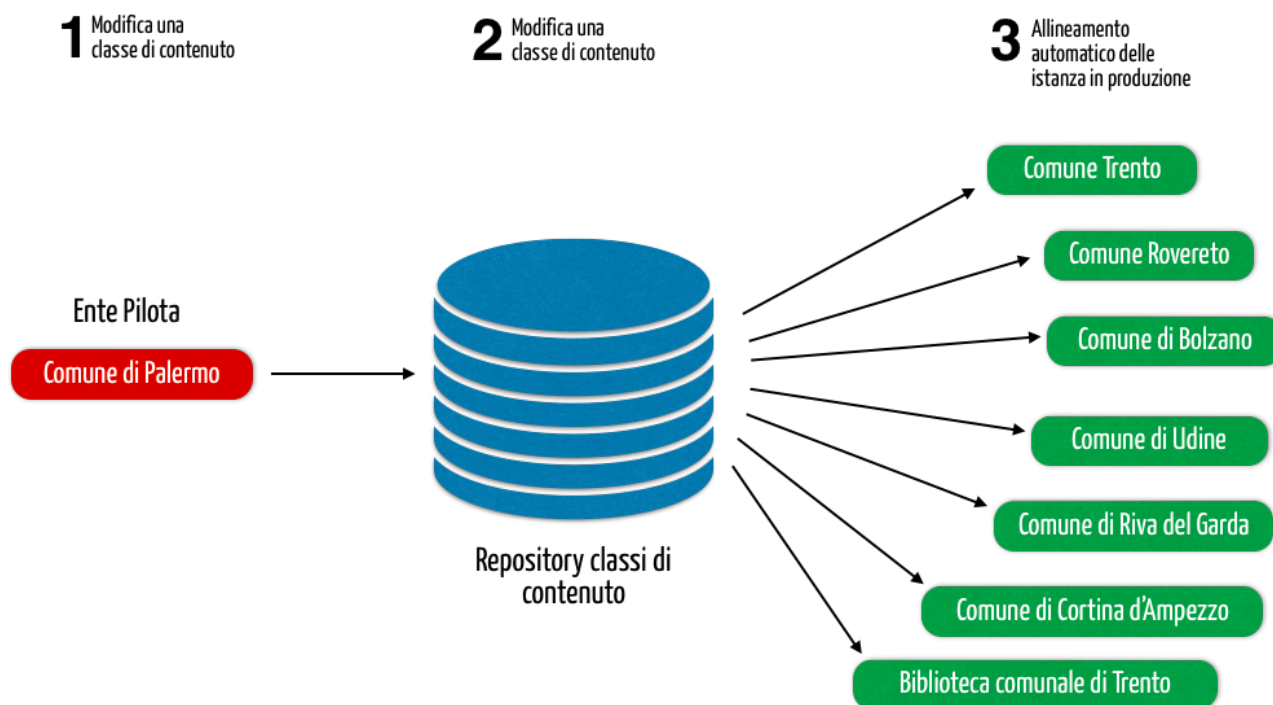 1 Modifica una
classe di contenuto
2 Modifica una
classe di contenuto
3 Allineamento
automatico delle
istanza in produzione
Ente Pilota
Comune di Palermo
Repository classi di
contenuto
Comune Trento
Comune Rovereto
Comune di Bolzano
Comune di Udine
Comune di Riva del Garda
Comune di Cortina d'Ampezzo
Biblioteca comunale di Trento